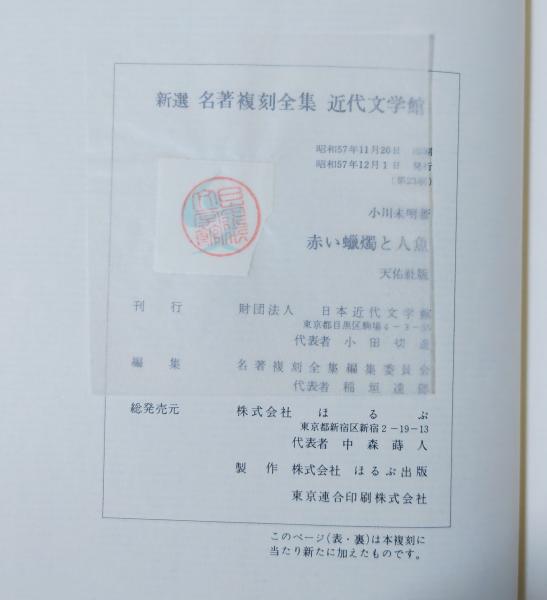 新選 名著複刻全集 近代文学館
昭和57年11月20日 印刷
昭和57年12月1日 発行
(第23刷)
小川未明著
赤い蠟燭と人魚
天佑社版
刊行 財団法人 日本近代文学館
東京都目黒区駒場4-3-55
代表者 小田切進
編集 名著複刻全集編集委員会
代表者 稲垣達郎
総発売元 株式会社 ほるぷ
東京都新宿区新宿2-19-13
代表者 中森蒔人
製作 株式会社 ほるぷ出版
東京連合印刷株式会社
このページ(表・裏)は本複刻に
当たり新たに加えたものです。